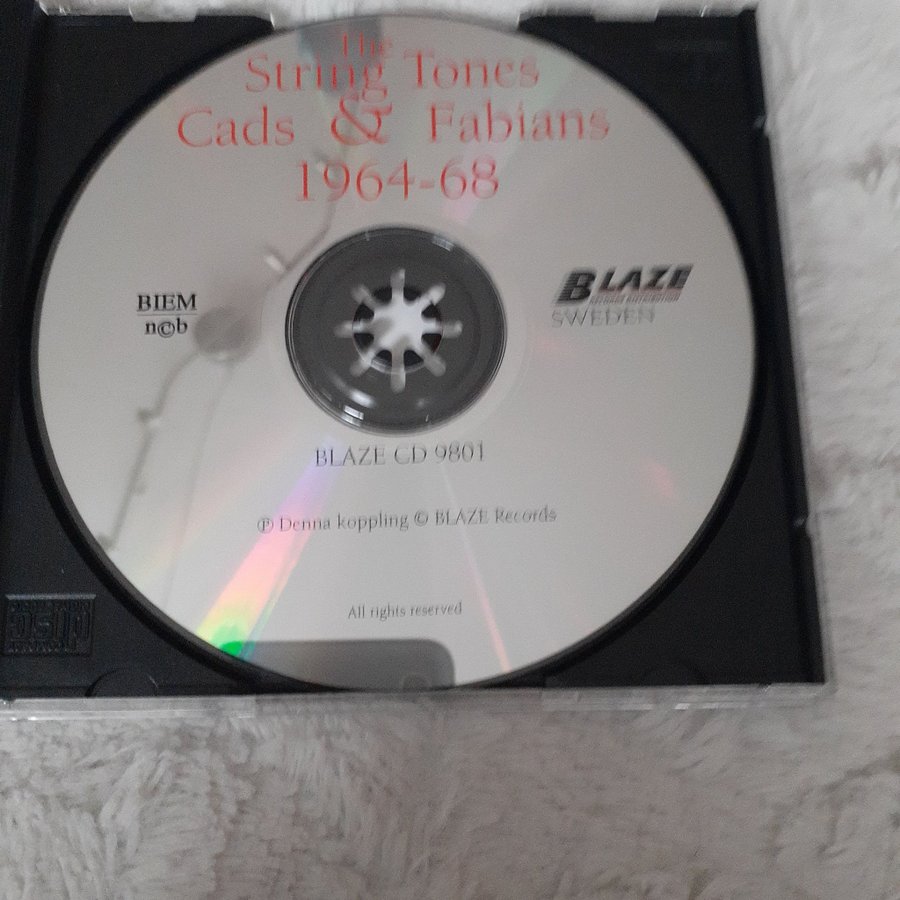 The
String Tones
Cads & Fabians
1964-68
BIEM
n©b
BLAZE
SWEDEN
BLAZE CD 9801
℗ Denna koppling © BLAZE Records
All rights reserved